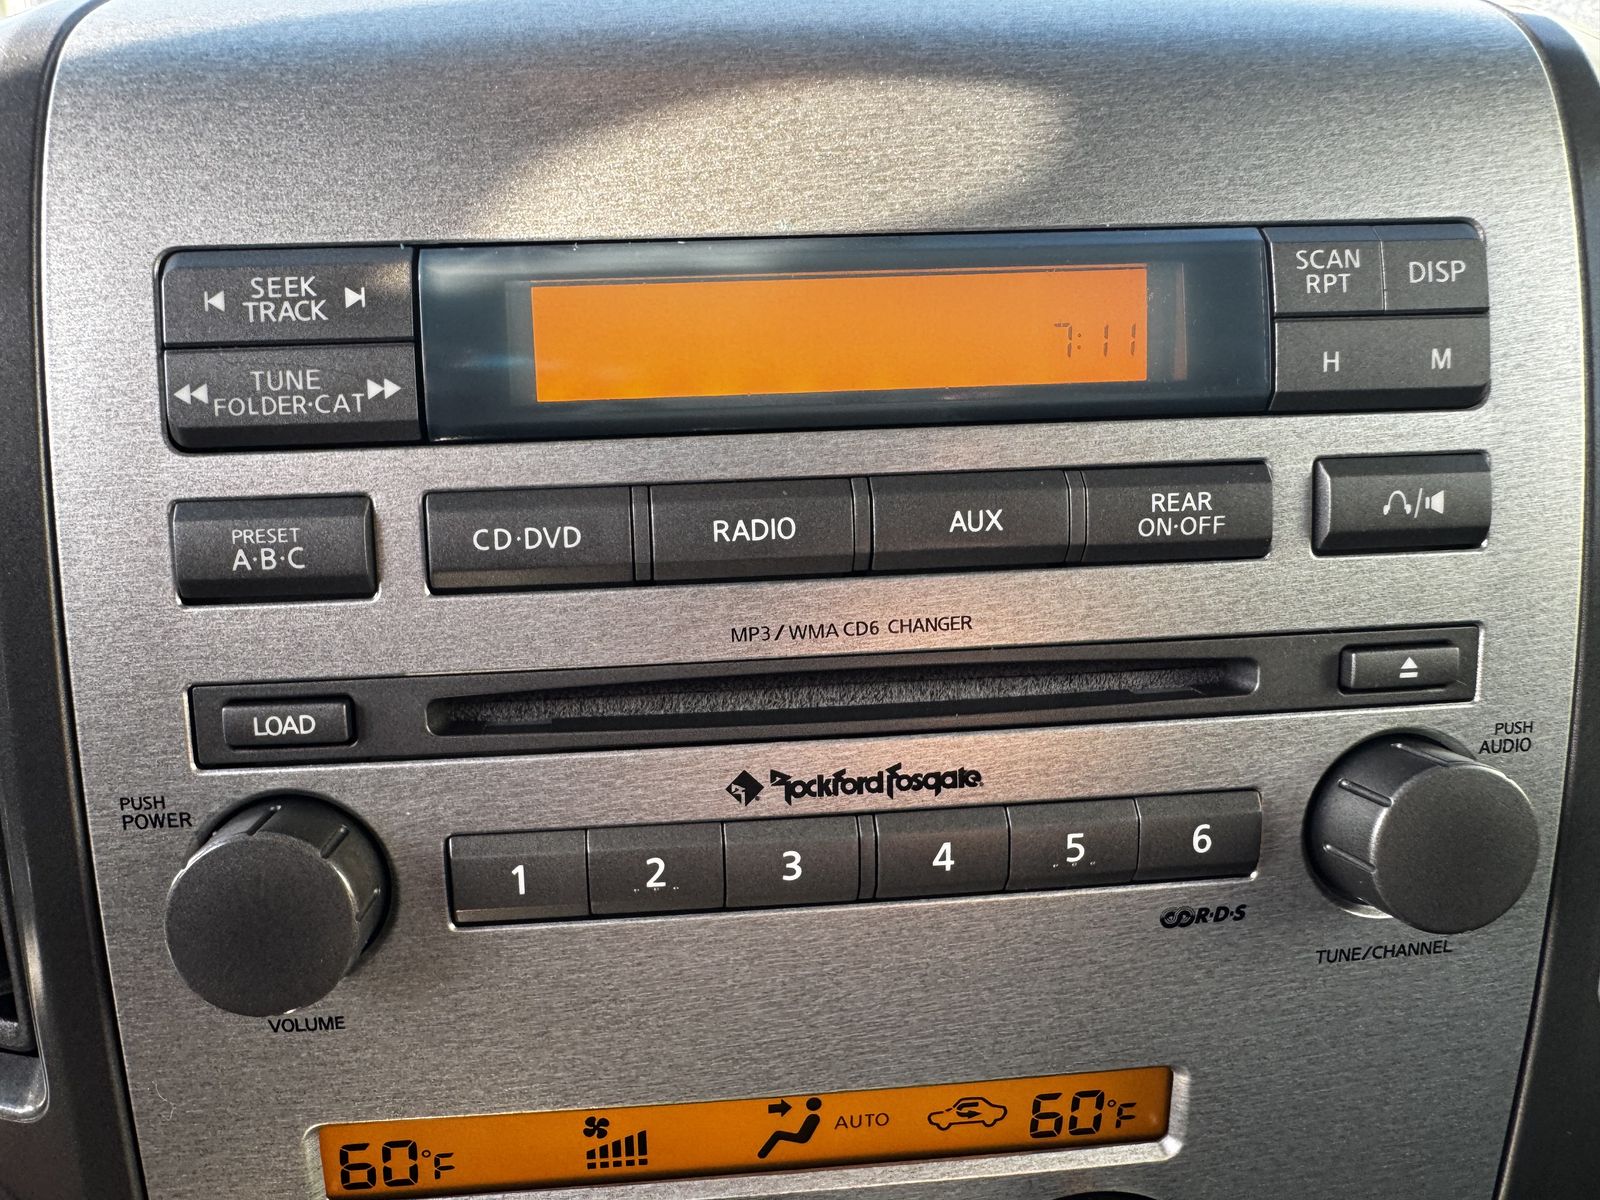 SEEK
TRACK
7:11
SCAN
RPT
DISP
TUNE
FOLDER·CAT
H
M
PRESET
A·B·C
CD·DVD
RADIO
AUX
REAR
ON·OFF
MP3/WMA CD6 CHANGER
LOAD
PUSH
AUDIO
Rockford Fosgate
PUSH
POWER
1
2
3
4
5
6
R·D·S
TUNE/CHANNEL
VOLUME
60°F
AUTO
60°F